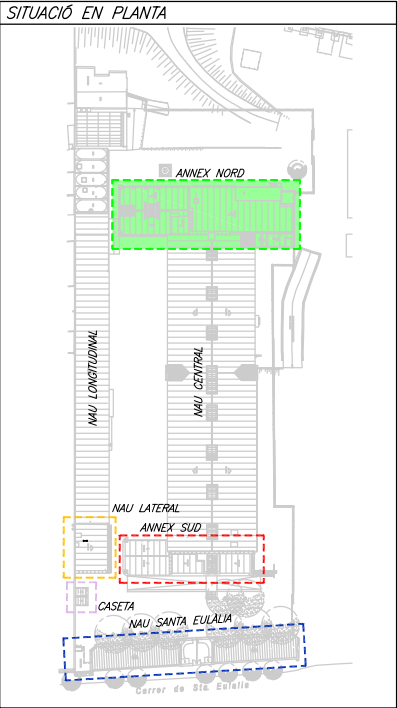 SITUACIÓ EN PLANTA
ANNEX NORD
NAU LONGITUDINAL
NAU CENTRAL
NAU LATERAL
ANNEX SUD
CASETA
NAU SANTA EULÀLIA
Carrer de Sta. Eulalia